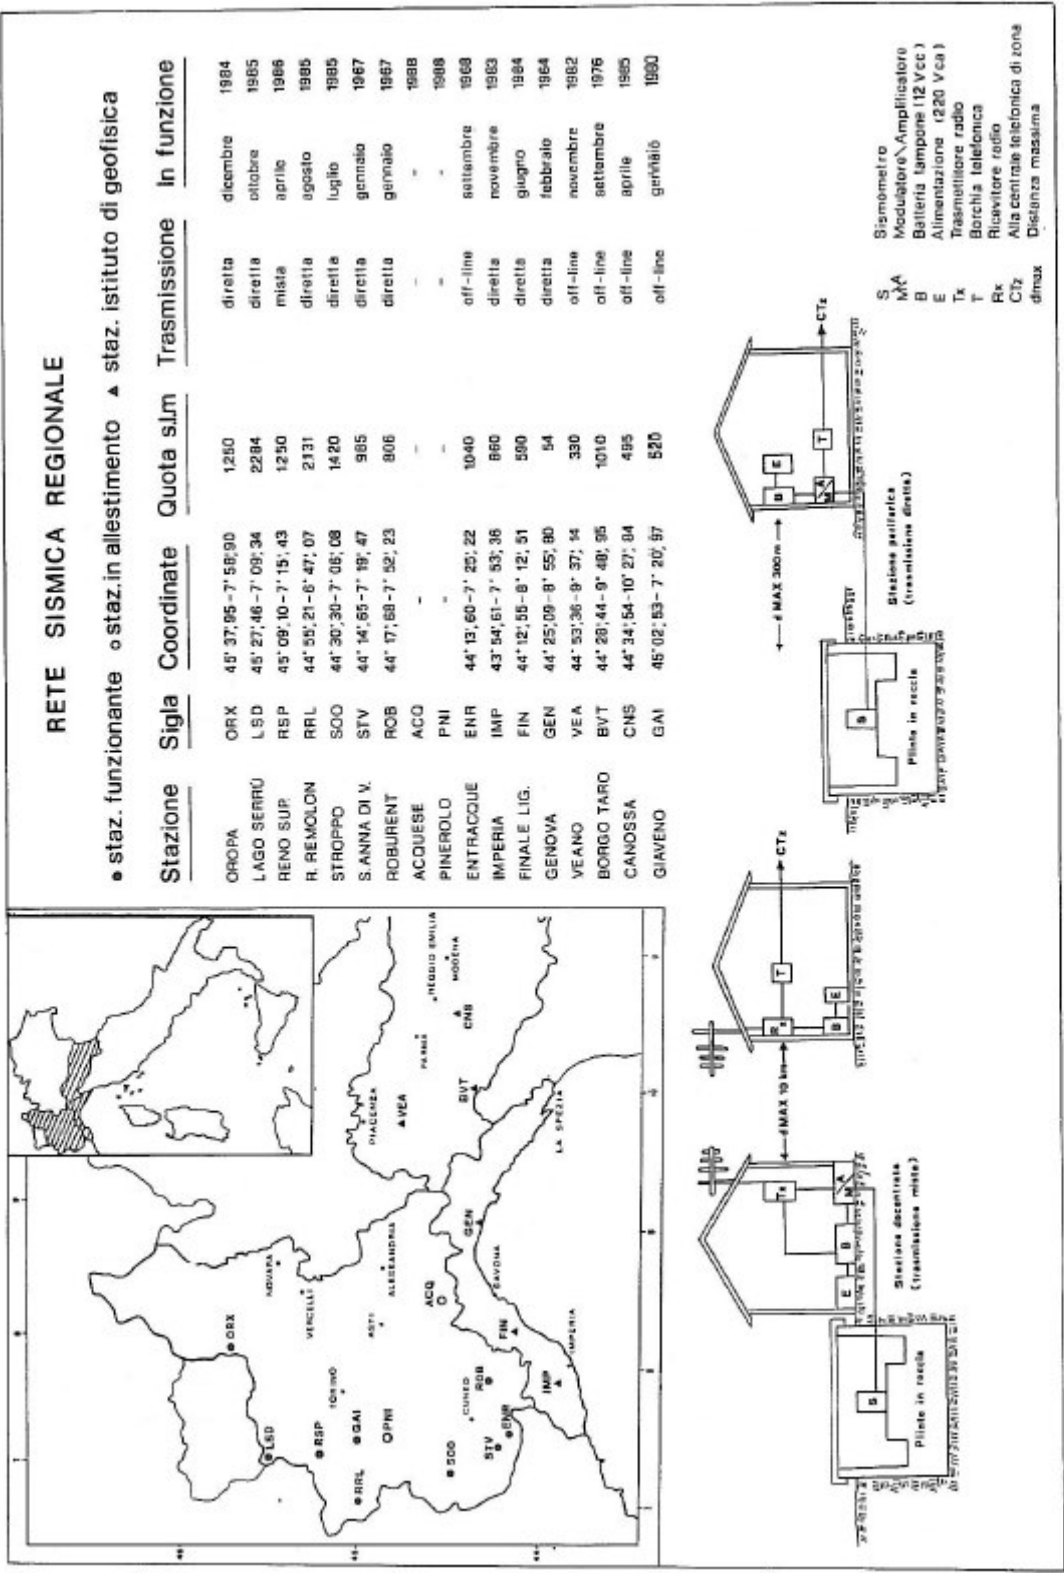 RETE SISMICA REGIONALE
● staz. funzionante o staz. in allestimento ▲ staz. istituto di geofisica
Stazione Sigla Coordinate Quota s.l.m Trasmissione In funzione
OROPA ORX 45° 37',95-7° 58',90 1250 diretta dicembre 1984
LAGO SERRÙ LSD 45° 27',46-7° 09',34 2284 diretta ottobre 1985
RENO SUP. RSP 45° 09',10-7° 15',43 1250 mista aprile 1986
R. REMOLON RRL 44° 55',21-6° 47',07 2131 diretta agosto 1985
STROPPO SOO 44° 30',30-7° 06',08 1420 diretta luglio 1985
S.ANNA DI V. STV 44° 14',65-7° 19',47 985 diretta gennaio 1967
ROBURENT ROB 44° 17',68-7° 52',23 806 diretta gennaio 1967
ACQUESE ACQ - - - - 1988
PINEROLO PNI - - - - 1988
ENTRACQUE ENR 44° 13',60-7° 25',22 1040 off-line settembre 1968
IMPERIA IMP 43° 54',61-7° 53',36 860 diretta novembre 1983
FINALE LIG. FIN 44° 12',55-8° 12',51 590 diretta giugno 1984
GENOVA GEN 44° 25',09-8° 55',80 54 diretta febbraio 1964
VEANO VEA 44° 53',36-9° 37',14 330 off-line novembre 1982
BORGO TARO BVT 44° 28',44-9° 48',95 1010 off-line settembre 1976
CANOSSA CNS 44° 34',54-10° 27',84 495 off-line aprile 1985
GIAVENO GAI 45° 02',53-7° 20',97 520 off-line gennaio 1980
ORX
LSD
NOVARA
VERCELLI
TORINO
RSP
GAI
RRL
PNI
ASTI
ALESSANDRIA
PIACENZA
VEA
PARMA
REGGIO EMILIA
MODENA
CNS
BVT
ACQ
GEN
SOO
CUNEO
ROB
STV
ENR
FIN
SAVONA
IMP
IMPERIA
LA SPEZIA
7
8
9
45
44
Plinto in roccia
S
E
B
M A
Tx
Stazione decentrata
(trasmissione mista)
d MAX 10 km
Rx
T
B
E
CTz
Plinto in roccia
S
d MAX 300m
B
E
M A
T
CTz
Stazione periferica
(trasmissione diretta)
S Sismometro
M A Modulatore\Amplificatore
B Batteria tampone (12 Vcc)
E Alimentazione (220 Vca)
Tx Trasmettitore radio
T Borchia telefonica
Rx Ricevitore radio
CTz Alla centrale telefonica di zona
dmax Distanza massima